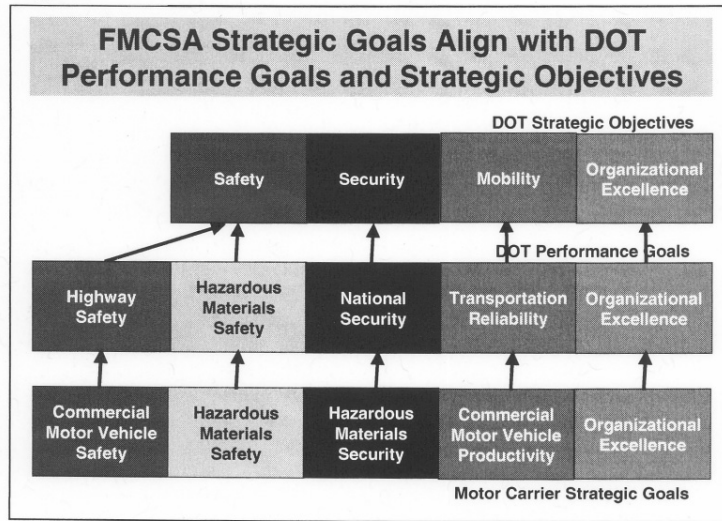 FMCSA Strategic Goals Align with DOT
Performance Goals and Strategic Objectives
DOT Strategic Objectives
Safety
Security
Mobility
Organizational
Excellence
DOT Performance Goals
Highway
Safety
Hazardous
Materials
Safety
National
Security
Transportation
Reliability
Organizational
Excellence
Commercial
Motor Vehicle
Safety
Hazardous
Materials
Safety
Hazardous
Materials
Security
Commercial
Motor Vehicle
Productivity
Organizational
Excellence
Motor Carrier Strategic Goals